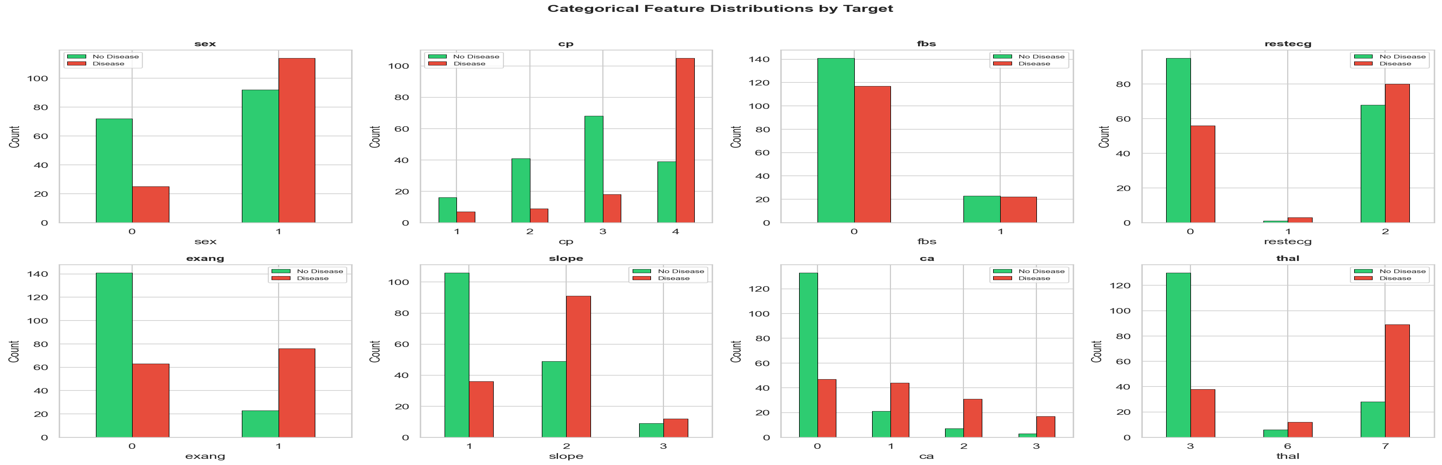 Categorical Feature Distributions by Target
sex
No Disease
Disease
Count
100
80
60
40
20
0
0 1
sex
cp
No Disease
Disease
Count
100
80
60
40
20
0
1 2 3 4
cp
fbs
No Disease
Disease
Count
140
120
100
80
60
40
20
0
0 1
fbs
restecg
No Disease
Disease
Count
80
60
40
20
0
0 1 2
restecg
exang
No Disease
Disease
Count
140
120
100
80
60
40
20
0
0 1
exang
slope
No Disease
Disease
Count
100
80
60
40
20
0
1 2 3
slope
ca
No Disease
Disease
Count
120
100
80
60
40
20
0
0 1 2 3
ca
thal
No Disease
Disease
Count
120
100
80
60
40
20
0
3 6 7
thal